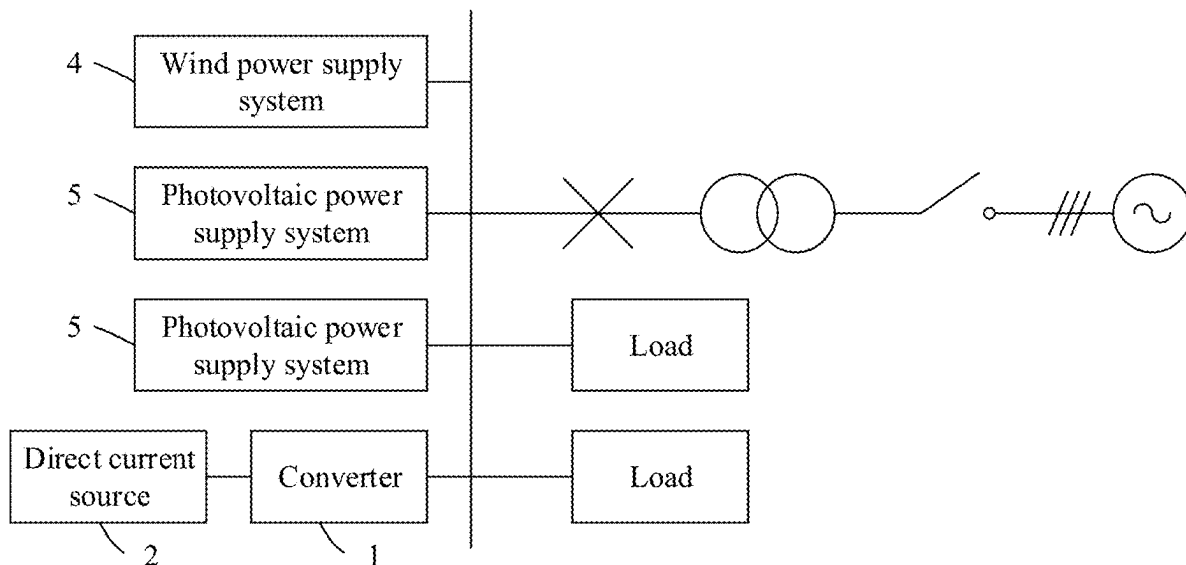 4
Wind power supply
system
5
Photovoltaic power
supply system
5
Photovoltaic power
supply system
Load
Direct current
source
Converter
Load
2
1